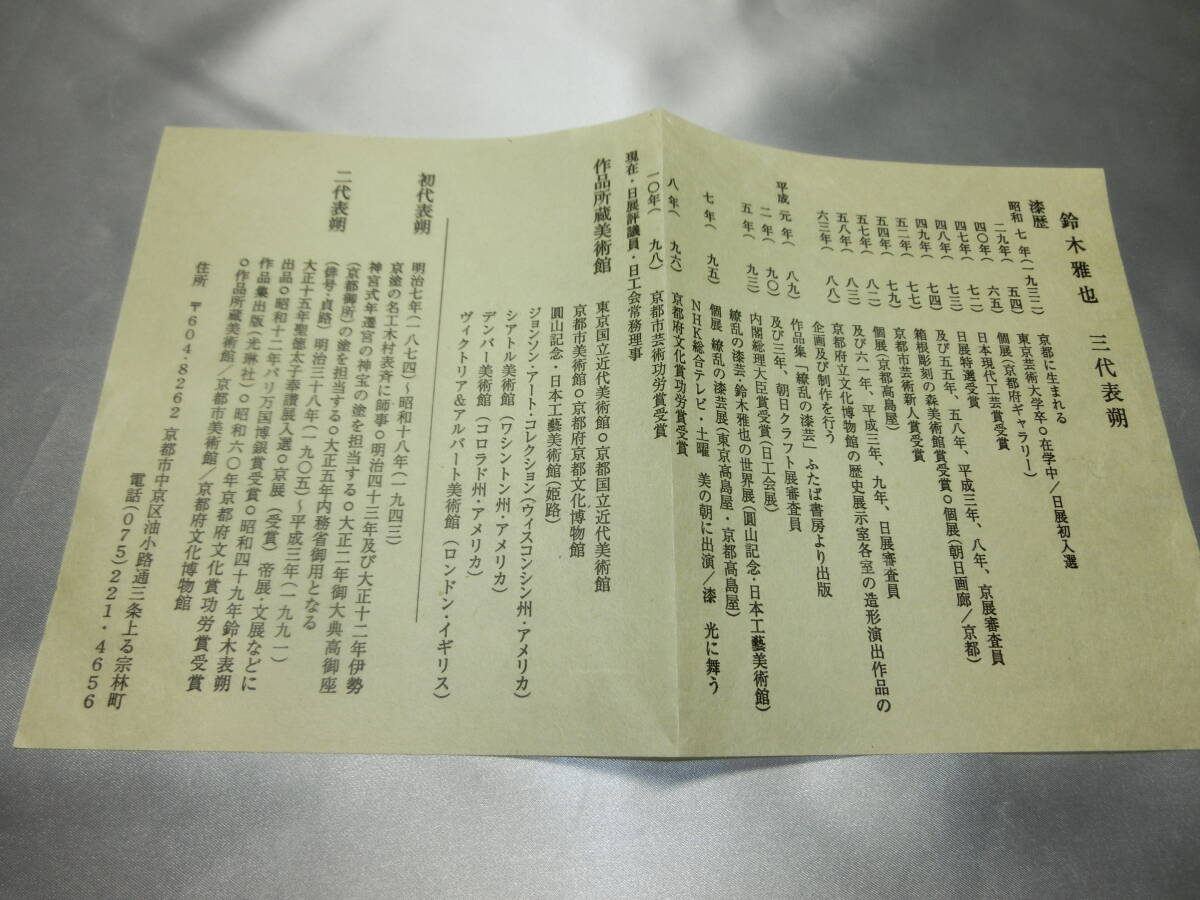 鈴木雅也 三代表朔
漆歴
昭和 七年(一九三二) 京都に生まれる
二九年( 五四) 東京芸術大学卒○在学中/日展初入選
四〇年( 六五) 個展(京都府ギャラリー)
四七年( 七二) 日本現代工芸賞受賞
四八年( 七三) 日展特選受賞
四九年( 七四) 及び五五年、五八年、平成三年、八年、京展審査員
五二年( 七七) 箱根彫刻の森美術館賞受賞○個展(朝日画廊/京都)
五四年( 七九) 京都市芸術新人賞受賞
五七年( 八二) 個展(京都高島屋)
五八年( 八三) 及び六一年、平成三年、九年、日展審査員
六三年( 八八) 京都府立文化博物館の歴史展示室各室の造形演出作品の
企画及び制作を行う
平成 元年( 八九) 作品集「繚乱の漆芸」ふたば書房より出版
二年( 九〇) 及び三年、朝日クラフト展審査員
五年( 九三) 内閣総理大臣賞受賞(日工会展)
繚乱の漆芸・鈴木雅也の世界展(圓山記念・日本工藝美術館)
七年( 九五) 個展 繚乱の漆芸展(東京高島屋・京都高島屋)
NHK総合テレビ・土曜 美の朝に出演/漆 光に舞う
八年( 九六) 京都府文化賞功労賞受賞
一〇年( 九八) 京都市芸術功労賞受賞
現在・日展評議員・日工会常務理事
作品所蔵美術館 東京国立近代美術館○京都国立近代美術館
京都市美術館○京都府京都文化博物館
圓山記念・日本工藝美術館(姫路)
ジョンソン・アート・コレクション(ウィスコンシン州・アメリカ)
シアトル美術館(ワシントン州・アメリカ)
デンバー美術館(コロラド州・アメリカ)
ヴィクトリア&アルバート美術館(ロンドン・イギリス)
初代表朔 明治七年(一八七四)〜昭和十八年(一九四三)
京塗の名工木村表斉に師事○明治四十三年及び大正十二年伊勢
神宮式年遷宮の神宝の塗を担当する○大正二年御大典高御座
(京都御所)の塗を担当する○大正五年内務省御用となる
二代表朔 (俳号・貞路)明治三十八年(一九〇五)〜平成三年(一九九一)
大正十五年聖徳太子奉讃展入選○京展(受賞)帝展・文展などに
出品○昭和十二年パリ万国博銀賞受賞○昭和四十九年鈴木表朔
作品集出版(光琳社)○昭和六〇年京都府文化賞功労賞受賞
○作品所蔵美術館/京都市美術館/京都府文化博物館
住所 〒604-8262 京都市中京区油小路通三条上る宗林町
電話(075)221・4656